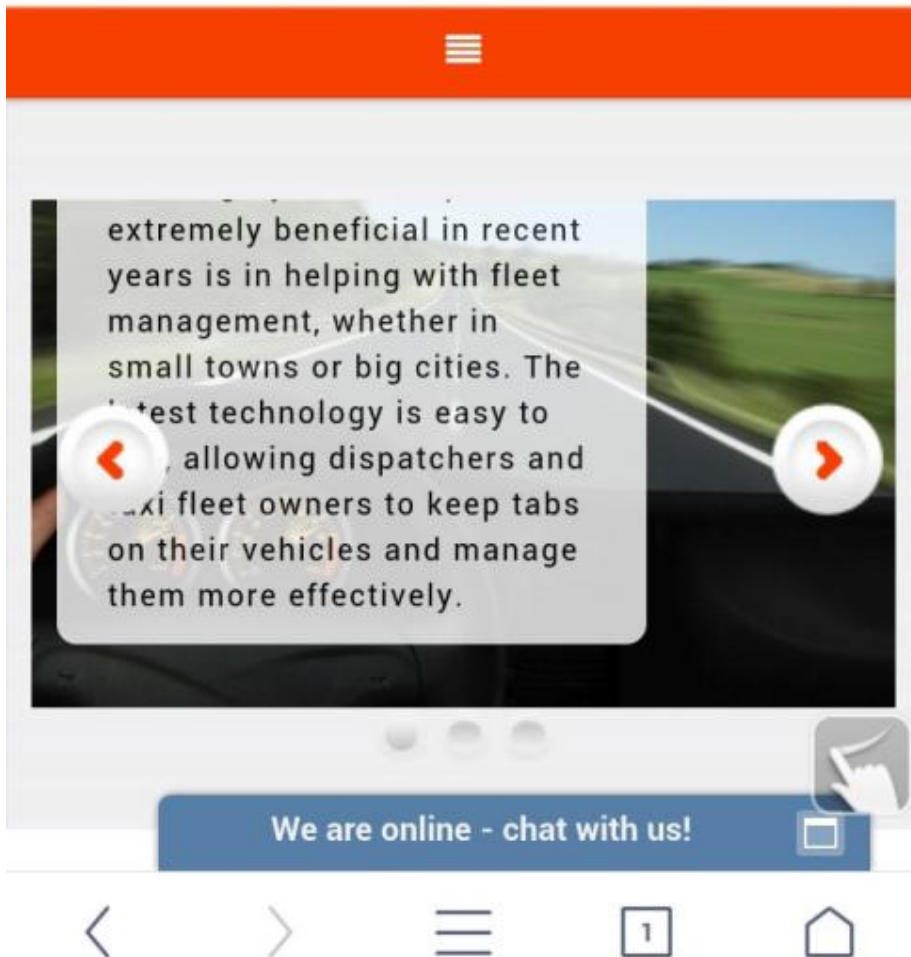 extremely beneficial in recent
years is in helping with fleet
management, whether in
small towns or big cities. The
test technology is easy to
, allowing dispatchers and
xi fleet owners to keep tabs
on their vehicles and manage
them more effectively.
We are online - chat with us!
1